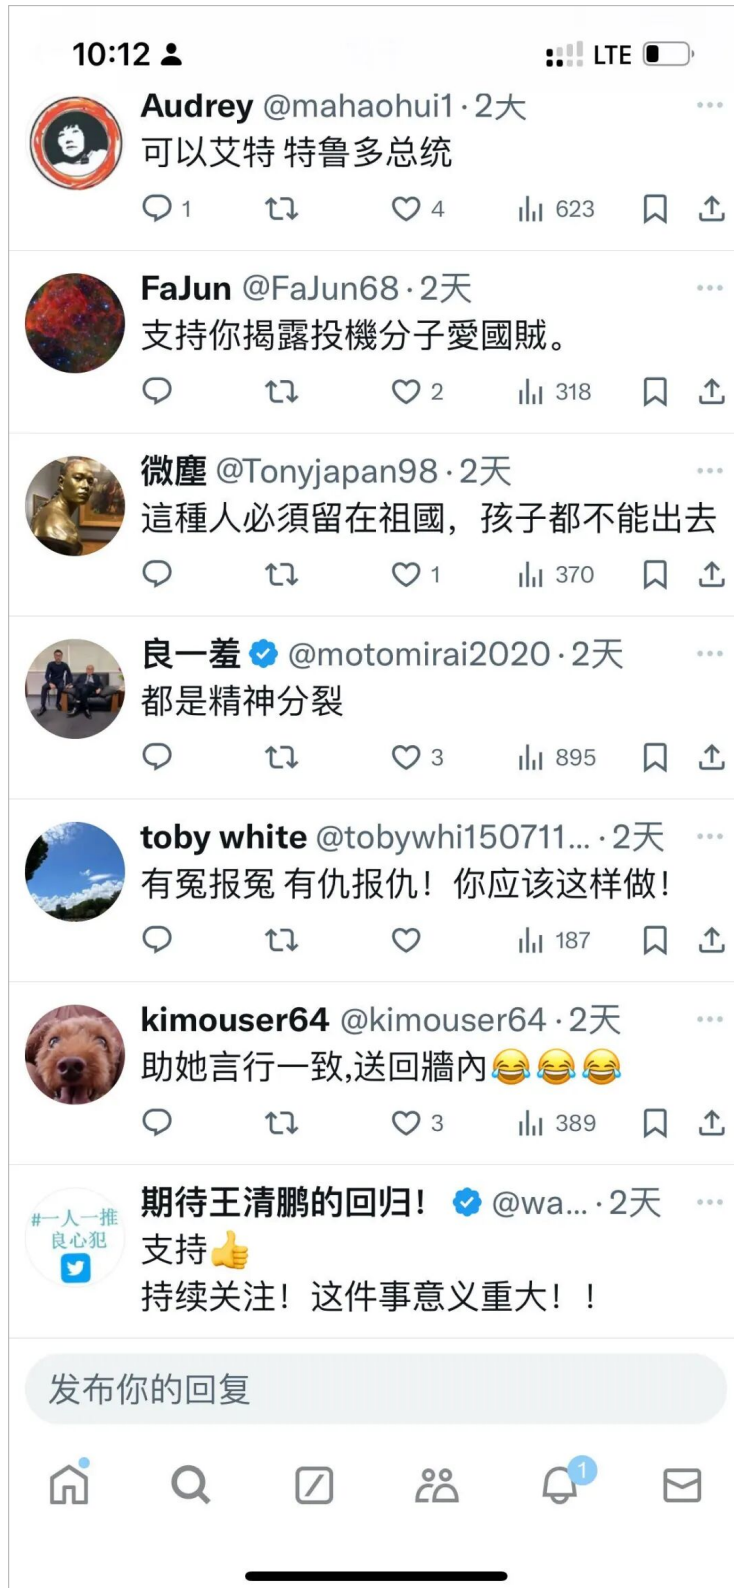 10:12 LTE
Audrey @mahaohui1·2天
可以艾特 特鲁多总统
1 4 623
FaJun @FaJun68·2天
支持你揭露投機分子愛國賊。
2 318
微塵 @Tonyjapan98·2天
這種人必須留在祖國，孩子都不能出去
1 370
良一羞 @motomirai2020·2天
都是精神分裂
3 895
toby white @tobywhi150711...·2天
有冤报冤 有仇报仇！你应该这样做！
187
kimouser64 @kimouser64·2天
助她言行一致,送回牆內😂😂😂
3 389
#一人一推
良心犯
期待王清鹏的回归！ @wa...·2天
支持👍
持续关注！这件事意义重大！！
发布你的回复
1